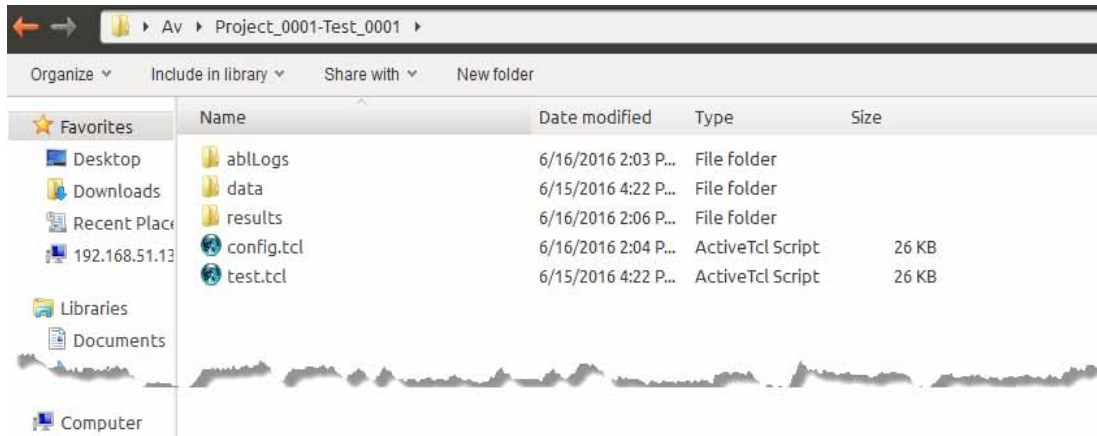 Av Project_0001-Test_0001
Organize Include in library Share with New folder
Favorites
Desktop
Downloads
Recent Place
192.168.51.13
Libraries
Documents
Computer
Name Date modified Type Size
ablLogs 6/16/2016 2:03 P... File folder
data 6/15/2016 4:22 P... File folder
results 6/16/2016 2:06 P... File folder
config.tcl 6/16/2016 2:04 P... ActiveTcl Script 26 KB
test.tcl 6/15/2016 4:22 P... ActiveTcl Script 26 KB